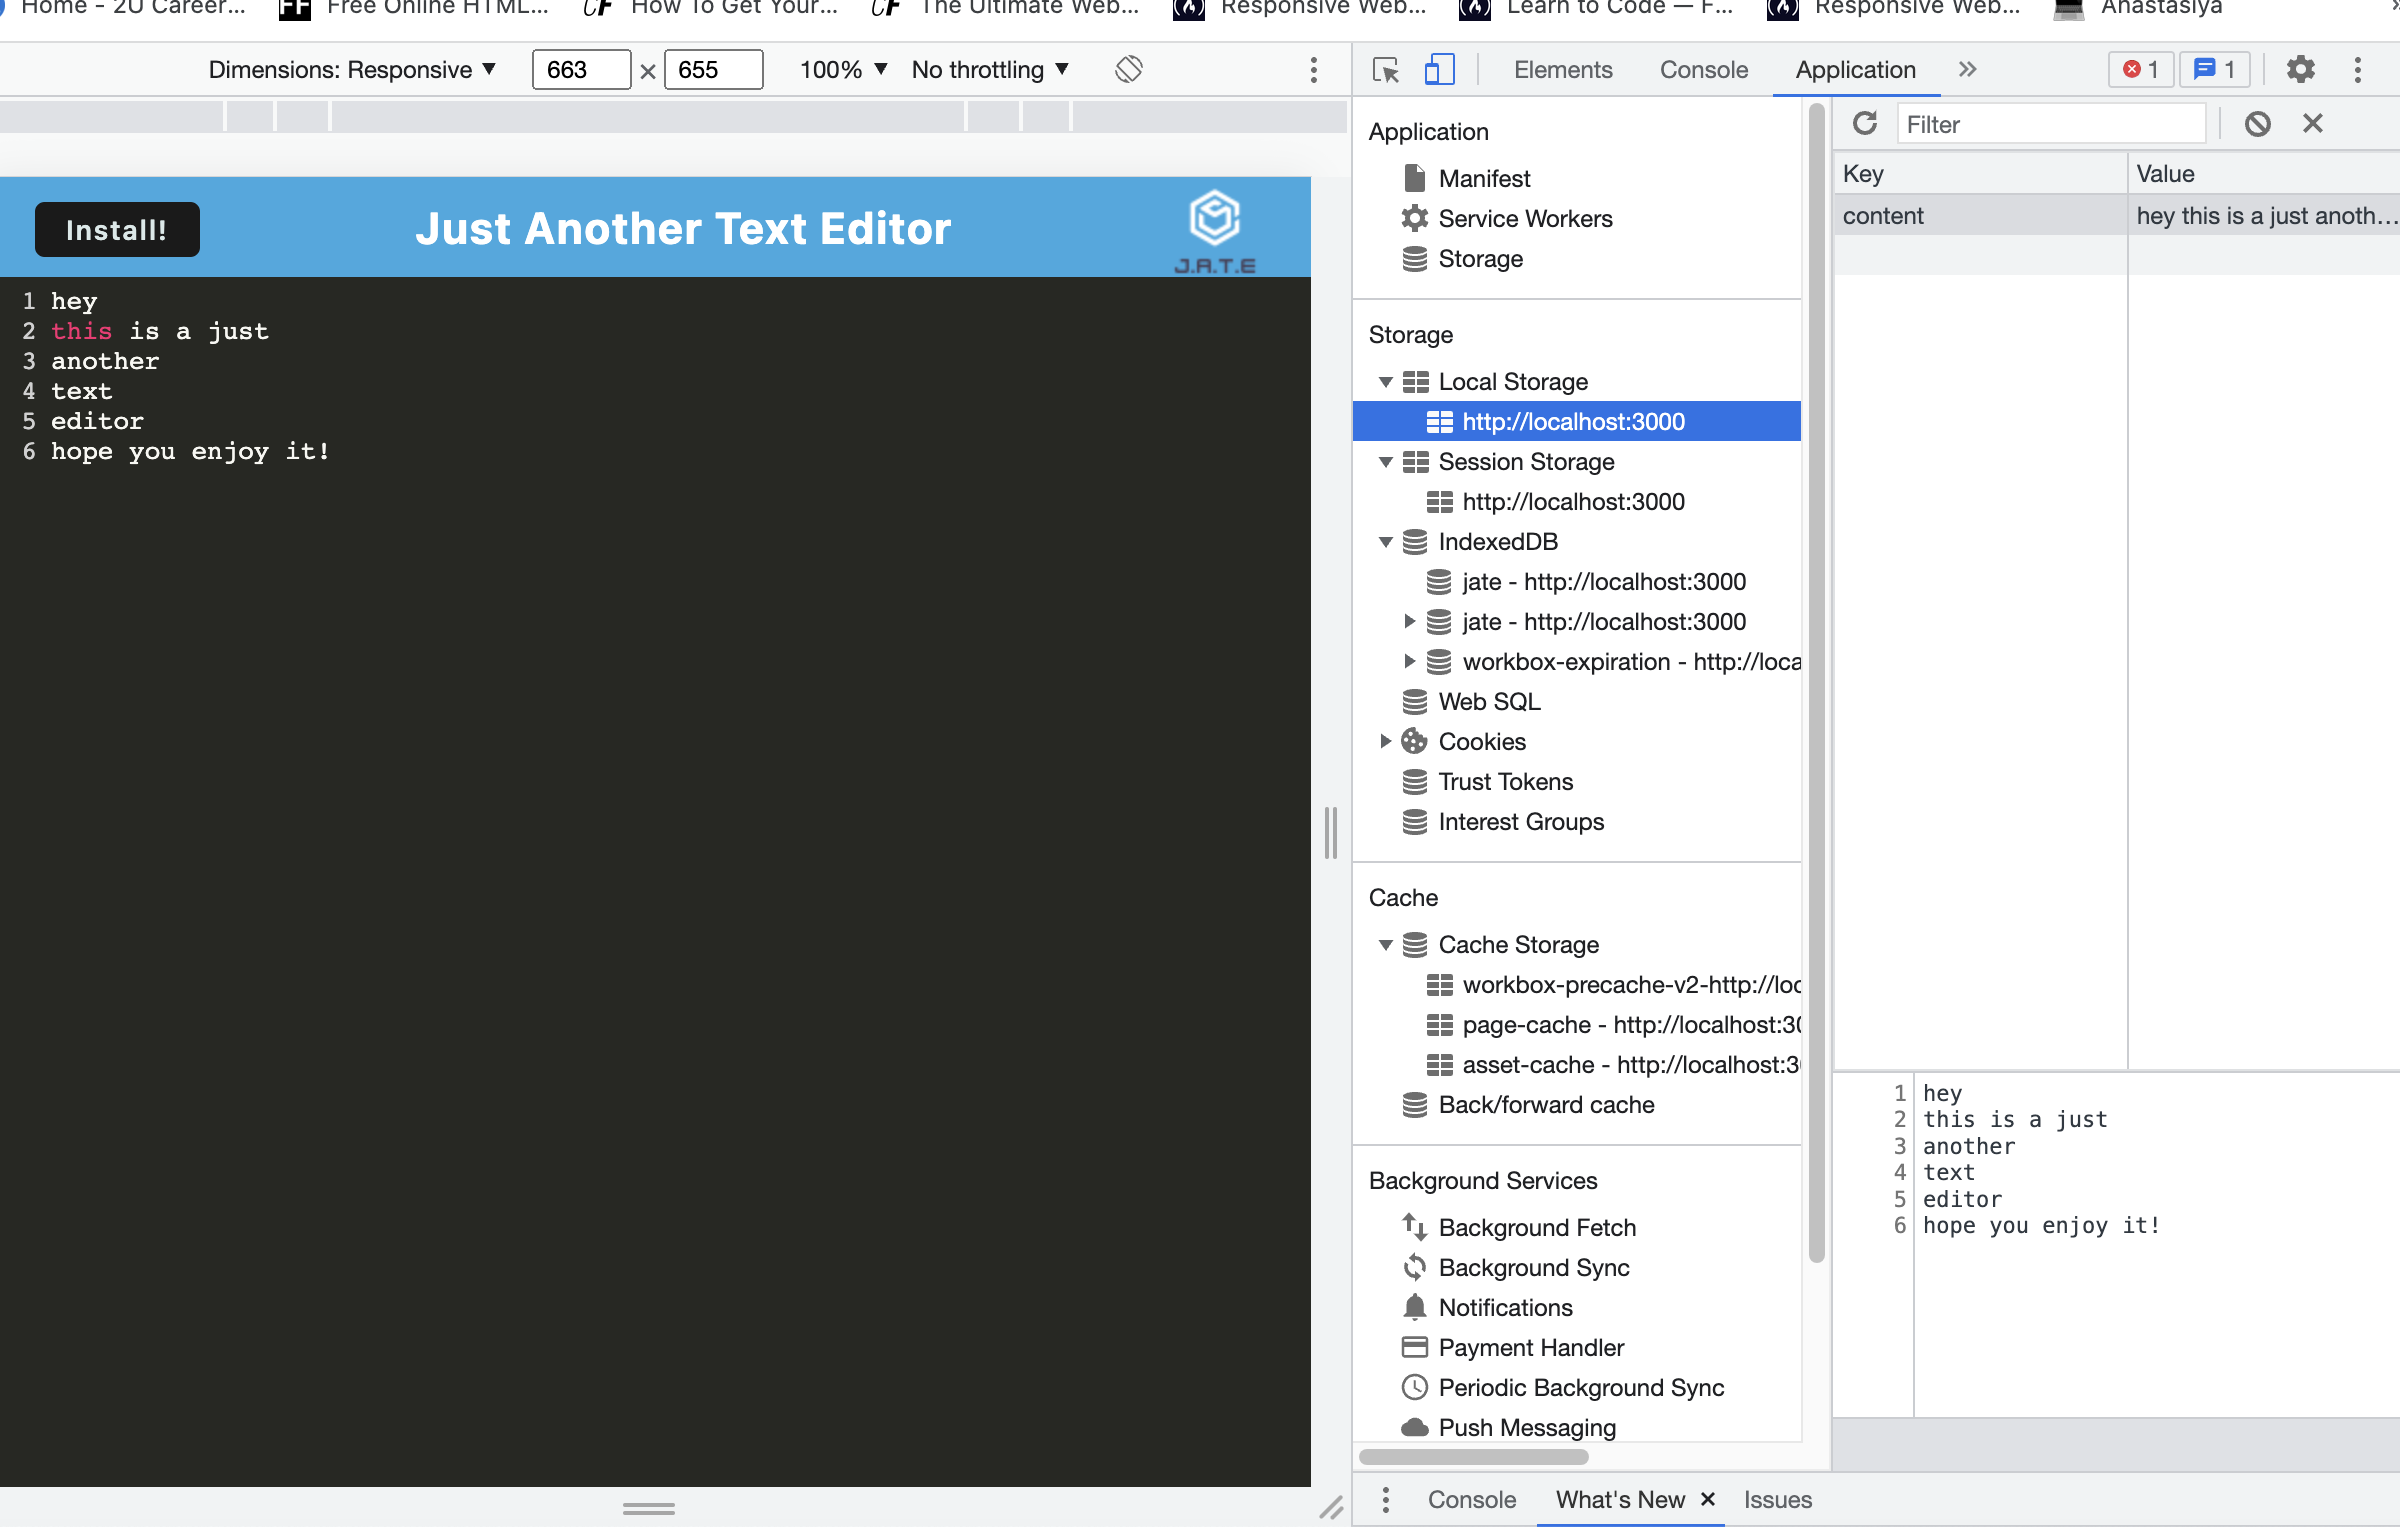 Home - 2U Career... FF Free Online HTML... CF How To Get Your... CF The Ultimate Web... Responsive Web... Learn to Code — F... Responsive Web... Anastasiya
Dimensions: Responsive ▼ 663 × 655 100% ▼ No throttling ▼
Elements Console Application » 1 1
Install! Just Another Text Editor J.A.T.E
1 hey
2 this is a just
3 another
4 text
5 editor
6 hope you enjoy it!
Application
Manifest
Service Workers
Storage
Storage
Local Storage
http://localhost:3000
Session Storage
http://localhost:3000
IndexedDB
jate - http://localhost:3000
jate - http://localhost:3000
workbox-expiration - http://loca
Web SQL
Cookies
Trust Tokens
Interest Groups
Cache
Cache Storage
workbox-precache-v2-http://loc
page-cache - http://localhost:30
asset-cache - http://localhost:3
Back/forward cache
Background Services
Background Fetch
Background Sync
Notifications
Payment Handler
Periodic Background Sync
Push Messaging
Filter
Key Value
content hey this is a just anoth...
1 hey
2 this is a just
3 another
4 text
5 editor
6 hope you enjoy it!
Console What's New × Issues